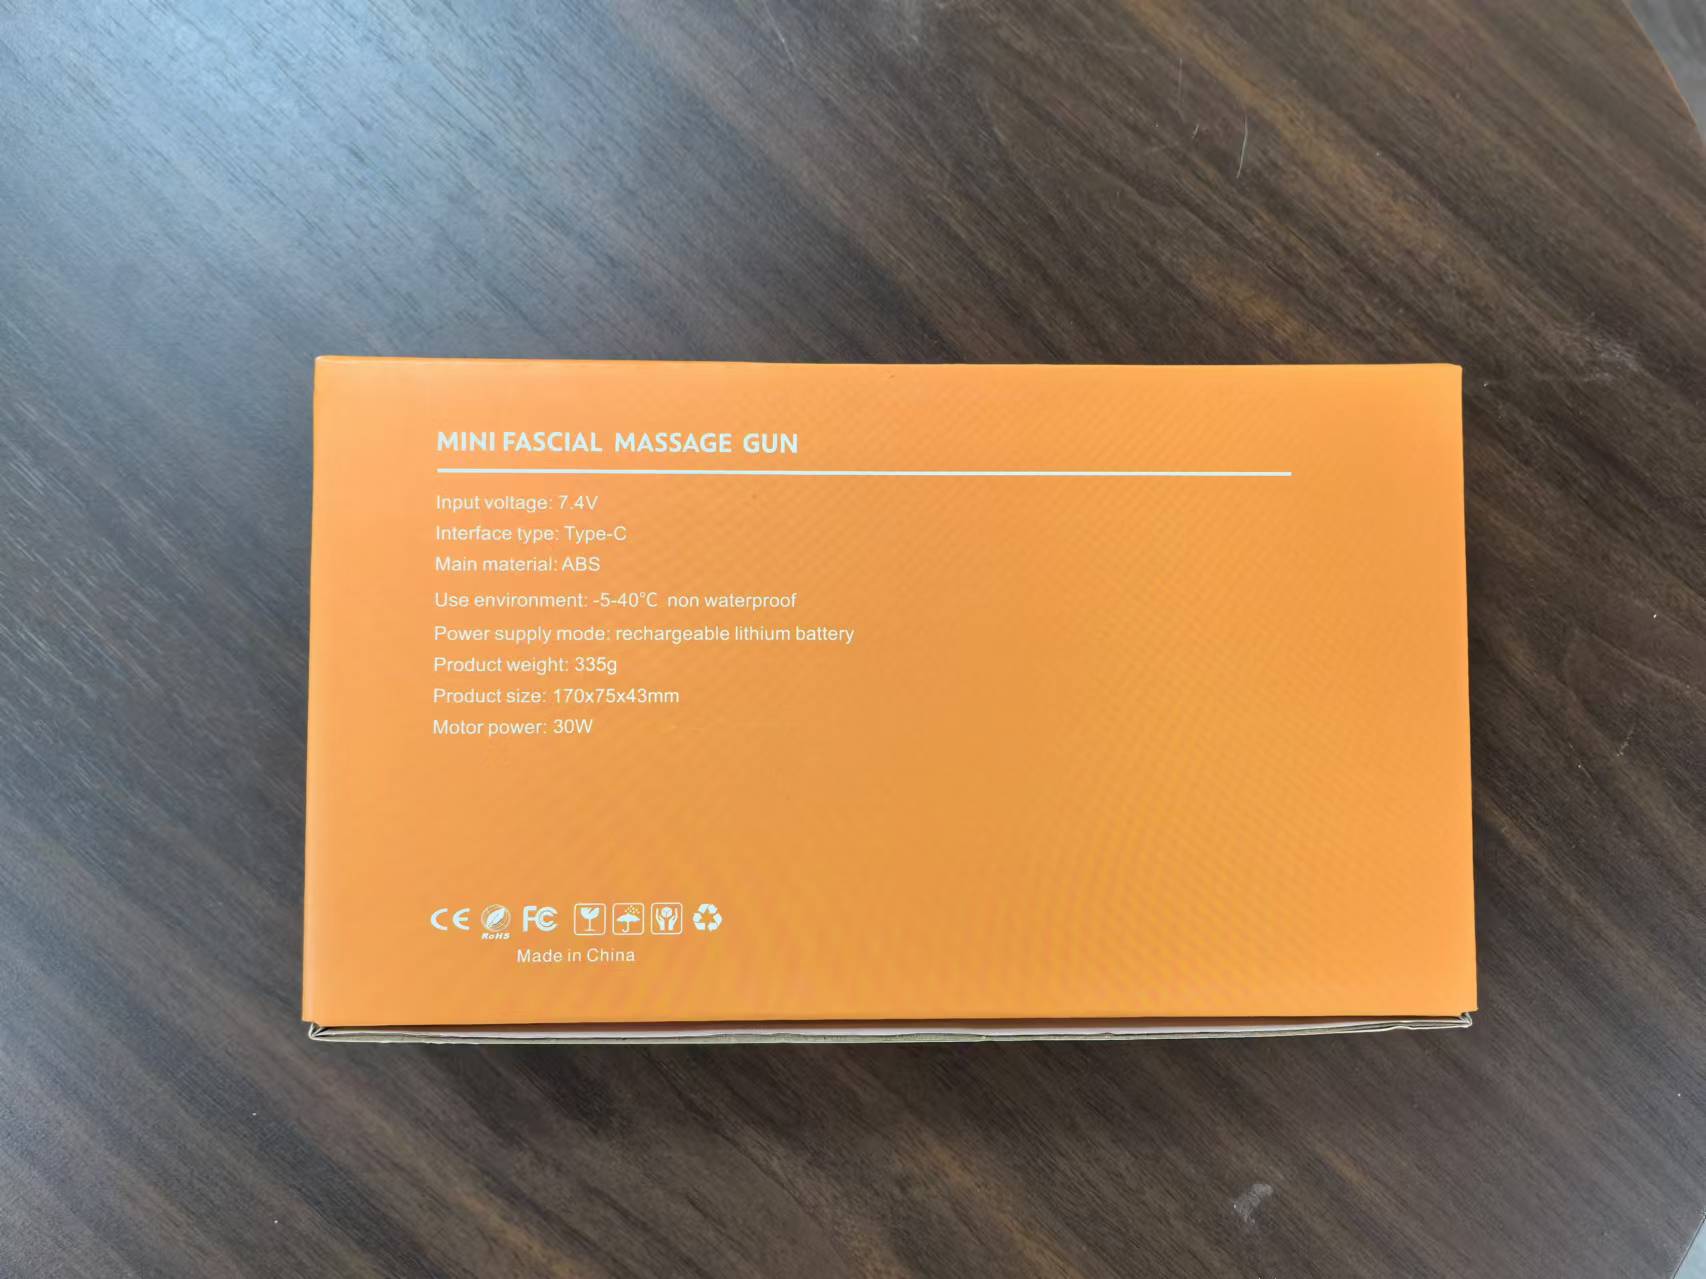 MINI FASCIAL MASSAGE GUN
Input voltage: 7.4V
Interface type: Type-C
Main material: ABS
Use environment: -5-40℃ non waterproof
Power supply mode: rechargeable lithium battery
Product weight: 335g
Product size: 170x75x43mm
Motor power: 30W
CE RoHS FC
Made in China